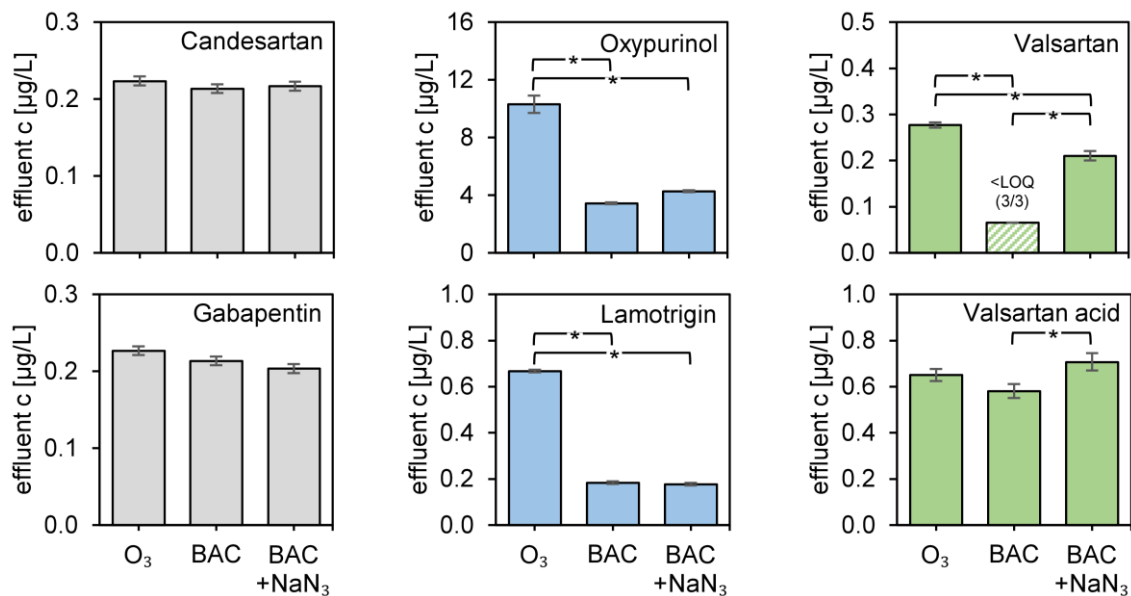 effluent c [µg/L]
0.3
0.2
0.1
0.0
Candesartan
effluent c [µg/L]
16
12
8
4
0
Oxypurinol
*
*
effluent c [µg/L]
0.5
0.4
0.3
0.2
0.1
0.0
Valsartan
*
*
*
<LOQ
(3/3)
effluent c [µg/L]
0.3
0.2
0.1
0.0
Gabapentin
O₃ BAC BAC
+NaN₃
effluent c [µg/L]
1.0
0.8
0.6
0.4
0.2
0.0
Lamotrigin
*
*
O₃ BAC BAC
+NaN₃
effluent c [µg/L]
1.0
0.8
0.6
0.4
0.2
0.0
Valsartan acid
*
O₃ BAC BAC
+NaN₃